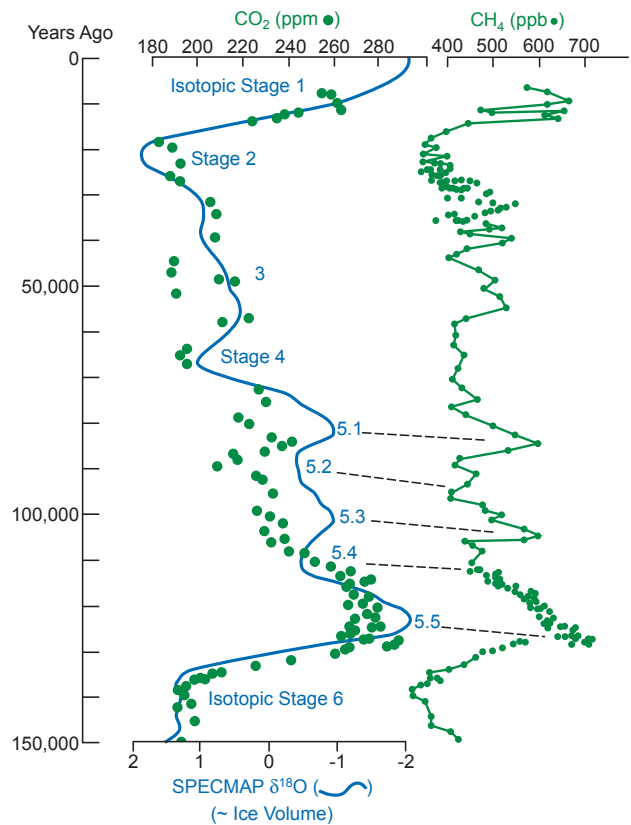 CO₂ (ppm ●)
CH₄ (ppb •)
Years Ago
180 200 220 240 260 280
400 500 600 700
0
Isotopic Stage 1
Stage 2
3
50,000
Stage 4
5.1
5.2
5.3
100,000
5.4
5.5
Isotopic Stage 6
150,000
2 1 0 -1 -2
SPECMAP δ¹⁸O ( )
(~ Ice Volume)